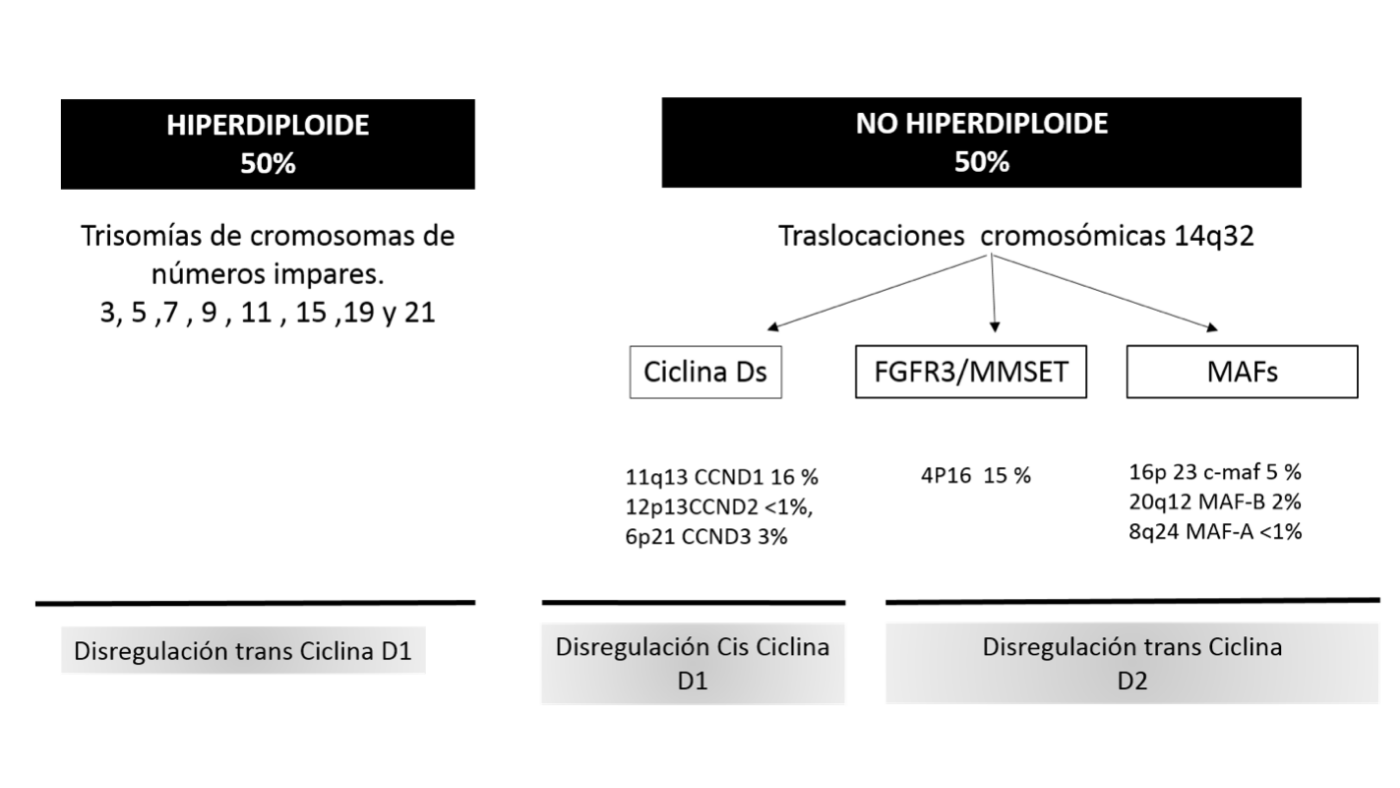 HIPERDIPLOIDE
50%
Trisomías de cromosomas de
números impares.
3, 5 ,7 , 9 , 11 , 15 ,19 y 21
Disregulación trans Ciclina D1
NO HIPERDIPLOIDE
50%
Traslocaciones cromosómicas 14q32
Ciclina Ds
FGFR3/MMSET
MAFs
11q13 CCND1 16 %
12p13CCND2 <1%,
6p21 CCND3 3%
4P16 15 %
16p 23 c-maf 5 %
20q12 MAF-B 2%
8q24 MAF-A <1%
Disregulación Cis Ciclina
D1
Disregulación trans Ciclina
D2